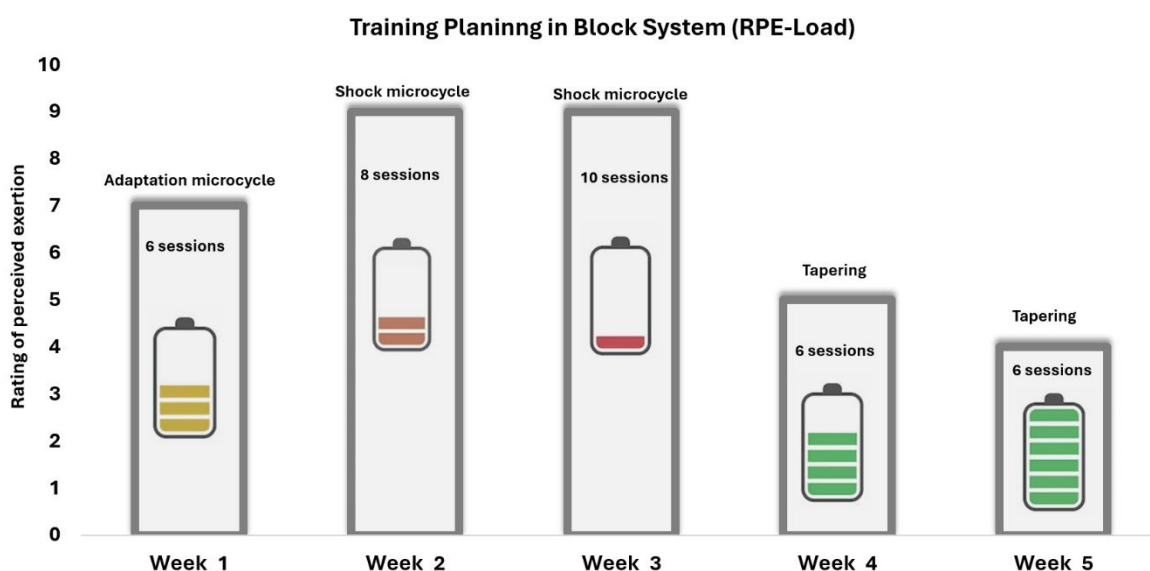 Training Planinng in Block System (RPE-Load)
Rating of perceived exertion
10
9
8
7
6
5
4
3
2
1
0
Adaptation microcycle
6 sessions
Shock microcycle
8 sessions
Shock microcycle
10 sessions
Tapering
6 sessions
Tapering
6 sessions
Week 1
Week 2
Week 3
Week 4
Week 5